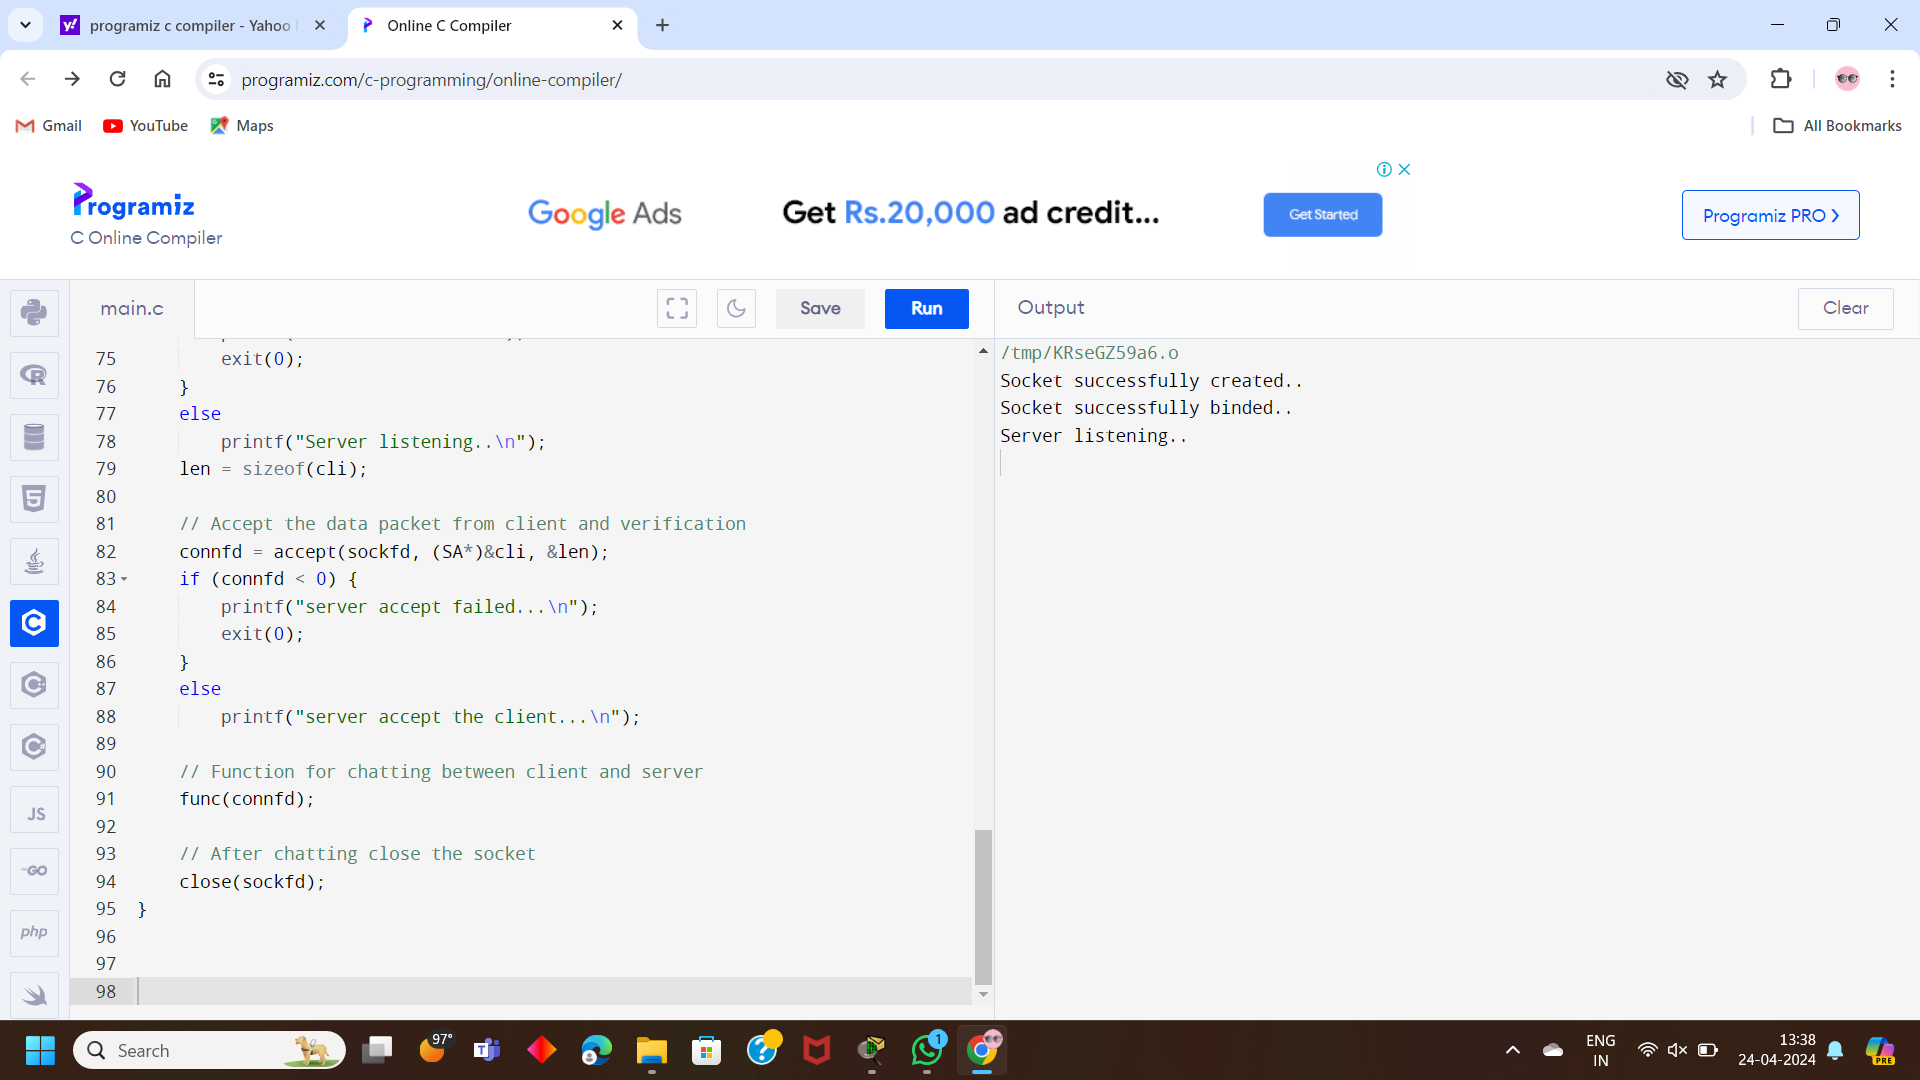 programiz c compiler - Yahoo
Online C Compiler
programiz.com/c-programming/online-compiler/
Gmail
YouTube
Maps
All Bookmarks
Programiz
C Online Compiler
Google Ads
Get Rs.20,000 ad credit...
Get Started
Programiz PRO ❯
main.c
Save
Run
Output
Clear
75 exit(0);
76 }
77 else
78 printf("Server listening..\n");
79 len = sizeof(cli);
80
81 // Accept the data packet from client and verification
82 connfd = accept(sockfd, (SA*)&cli, &len);
83 if (connfd < 0) {
84 printf("server accept failed...\n");
85 exit(0);
86 }
87 else
88 printf("server accept the client...\n");
89
90 // Function for chatting between client and server
91 func(connfd);
92
93 // After chatting close the socket
94 close(sockfd);
95 }
96
97
98
/tmp/KRseGZ59a6.o
Socket successfully created..
Socket successfully binded..
Server listening..
R
5
JS
GO
php
Search
97°
1
ENG
IN
13:38
24-04-2024
PRE